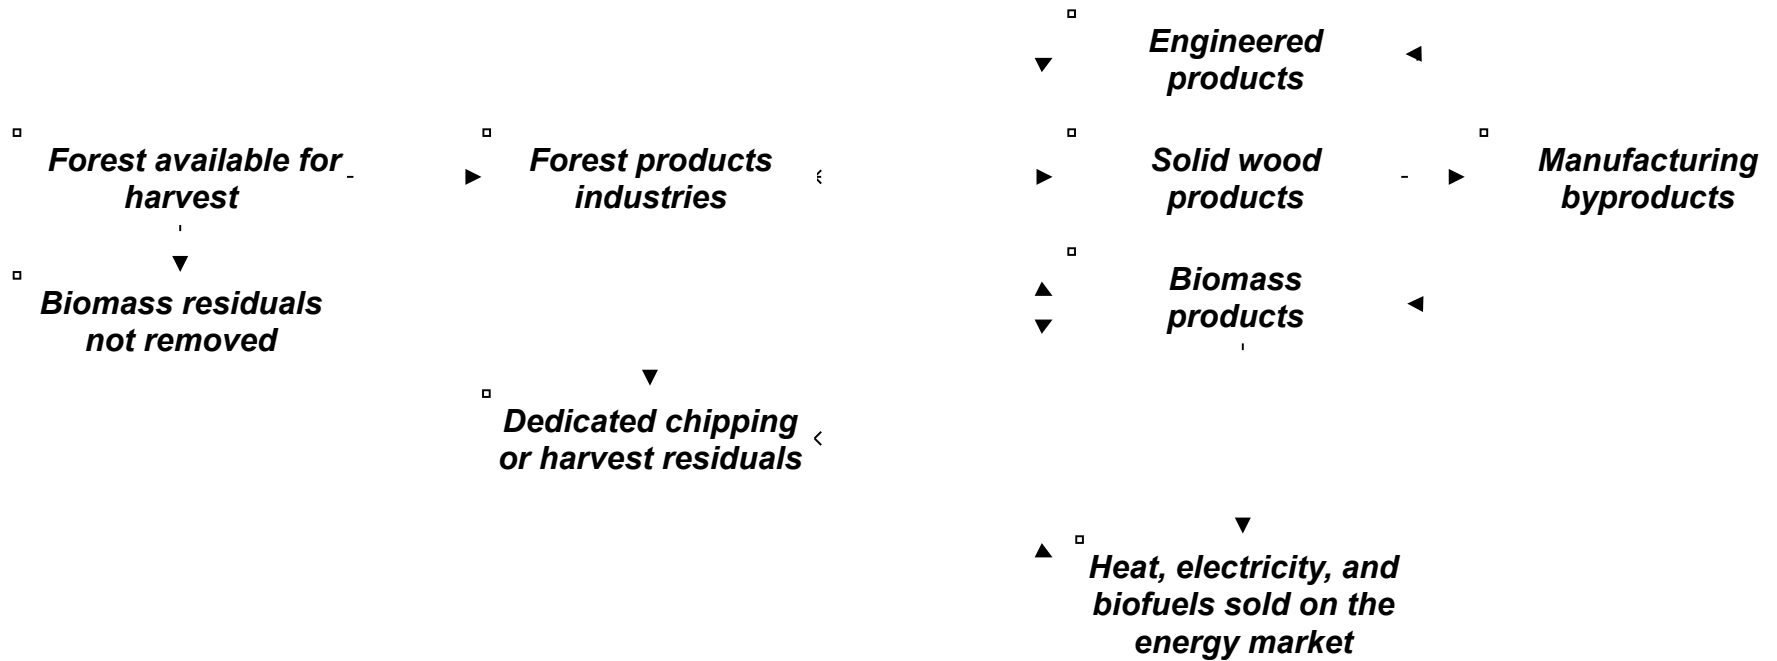 Engineered
products
Forest available for
harvest
Forest products
industries
Solid wood
products
Manufacturing
byproducts
Biomass residuals
not removed
Biomass
products
Dedicated chipping
or harvest residuals
Heat, electricity, and
biofuels sold on the
energy market